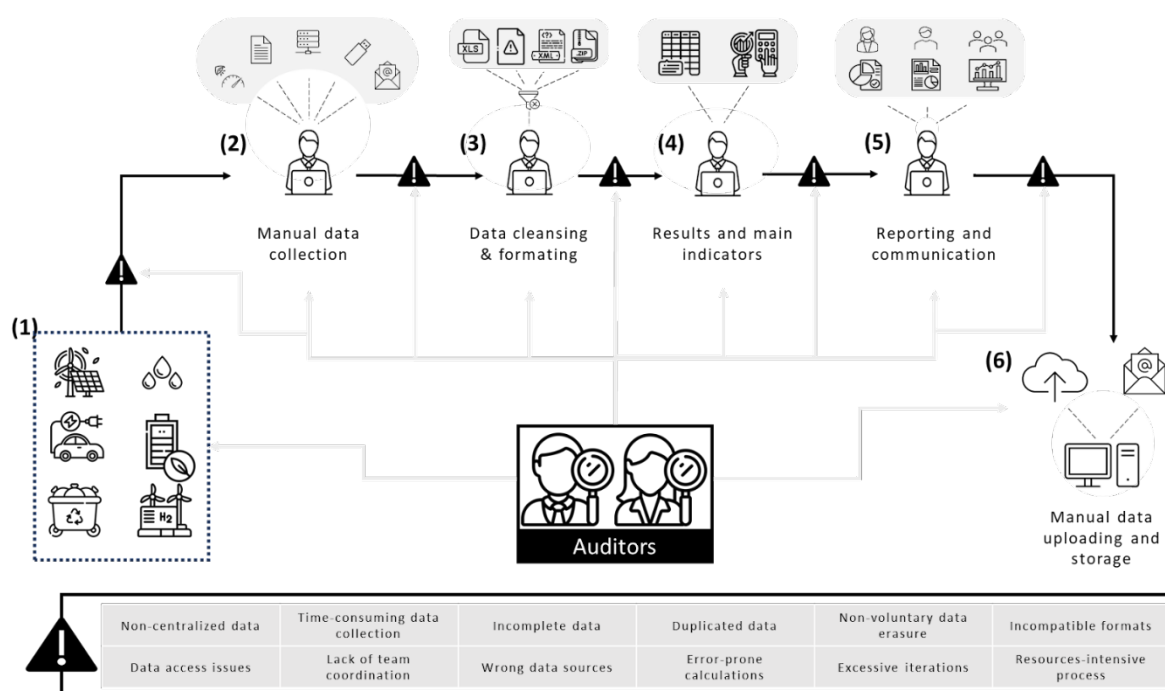 XLS
<?>
XML
.ZIP
(2)
(3)
(4)
(5)
Manual data
collection
Data cleansing
& formating
Results and main
indicators
Reporting and
communication
(1)
(6)
@
@
H2
Auditors
Manual data
uploading and
storage
Non-centralized data
Time-consuming data
collection
Incomplete data
Duplicated data
Non-voluntary data
erasure
Incompatible formats
Data access issues
Lack of team
coordination
Wrong data sources
Error-prone
calculations
Excessive iterations
Resources-intensive
process